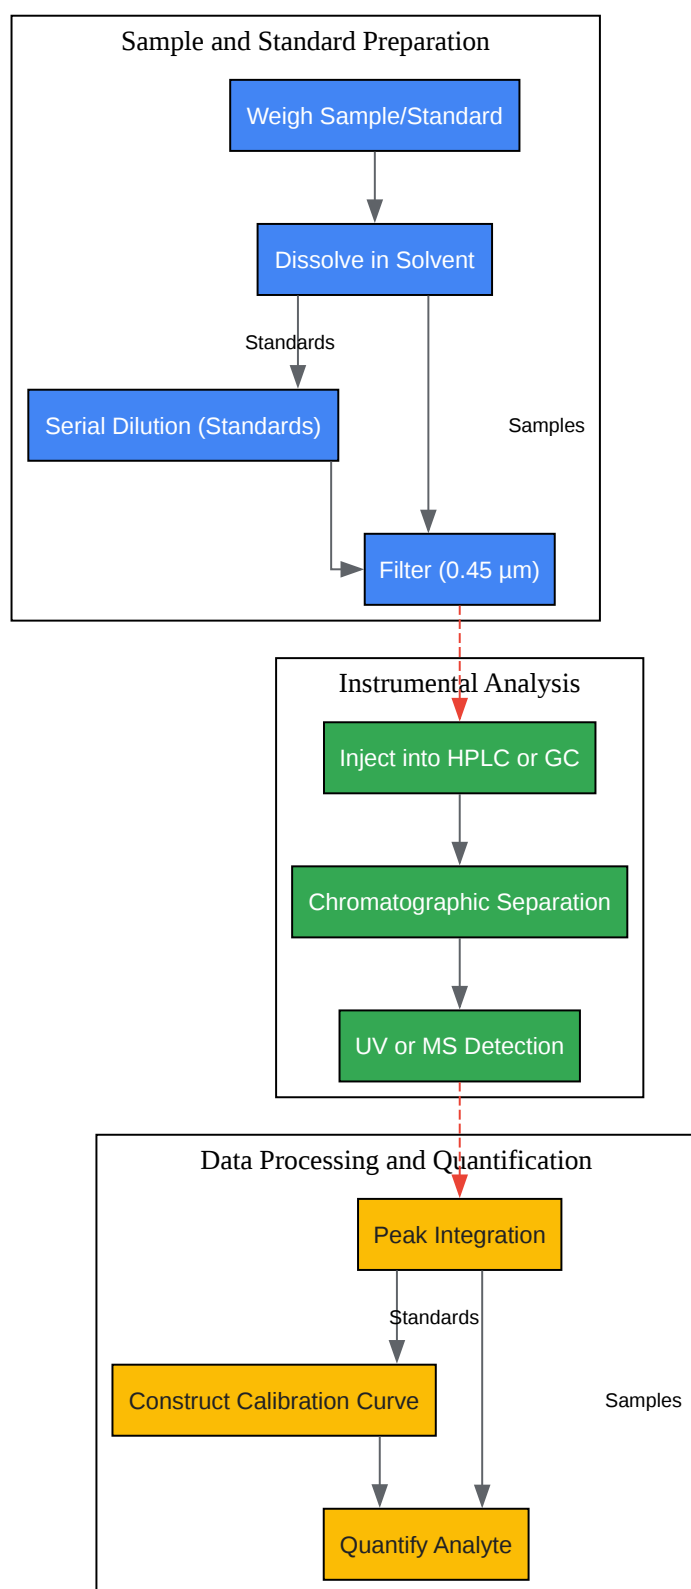 Sample and Standard Preparation
Weigh Sample/Standard
Dissolve in Solvent
Standards
Serial Dilution (Standards)
Samples
Filter (0.45 µm)
Instrumental Analysis
Inject into HPLC or GC
Chromatographic Separation
UV or MS Detection
Data Processing and Quantification
Peak Integration
Standards
Construct Calibration Curve
Samples
Quantify Analyte